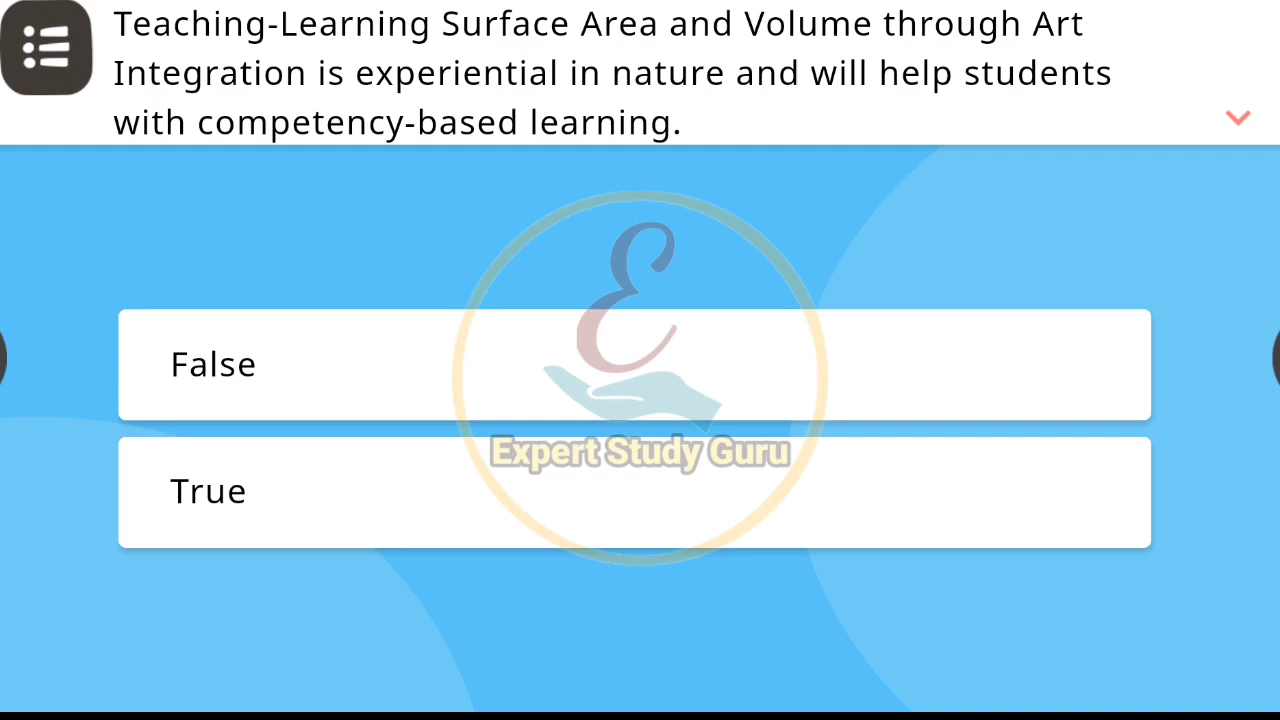 Teaching-Learning Surface Area and Volume through Art
Integration is experiential in nature and will help students
with competency-based learning.
False
Expert Study Guru
True